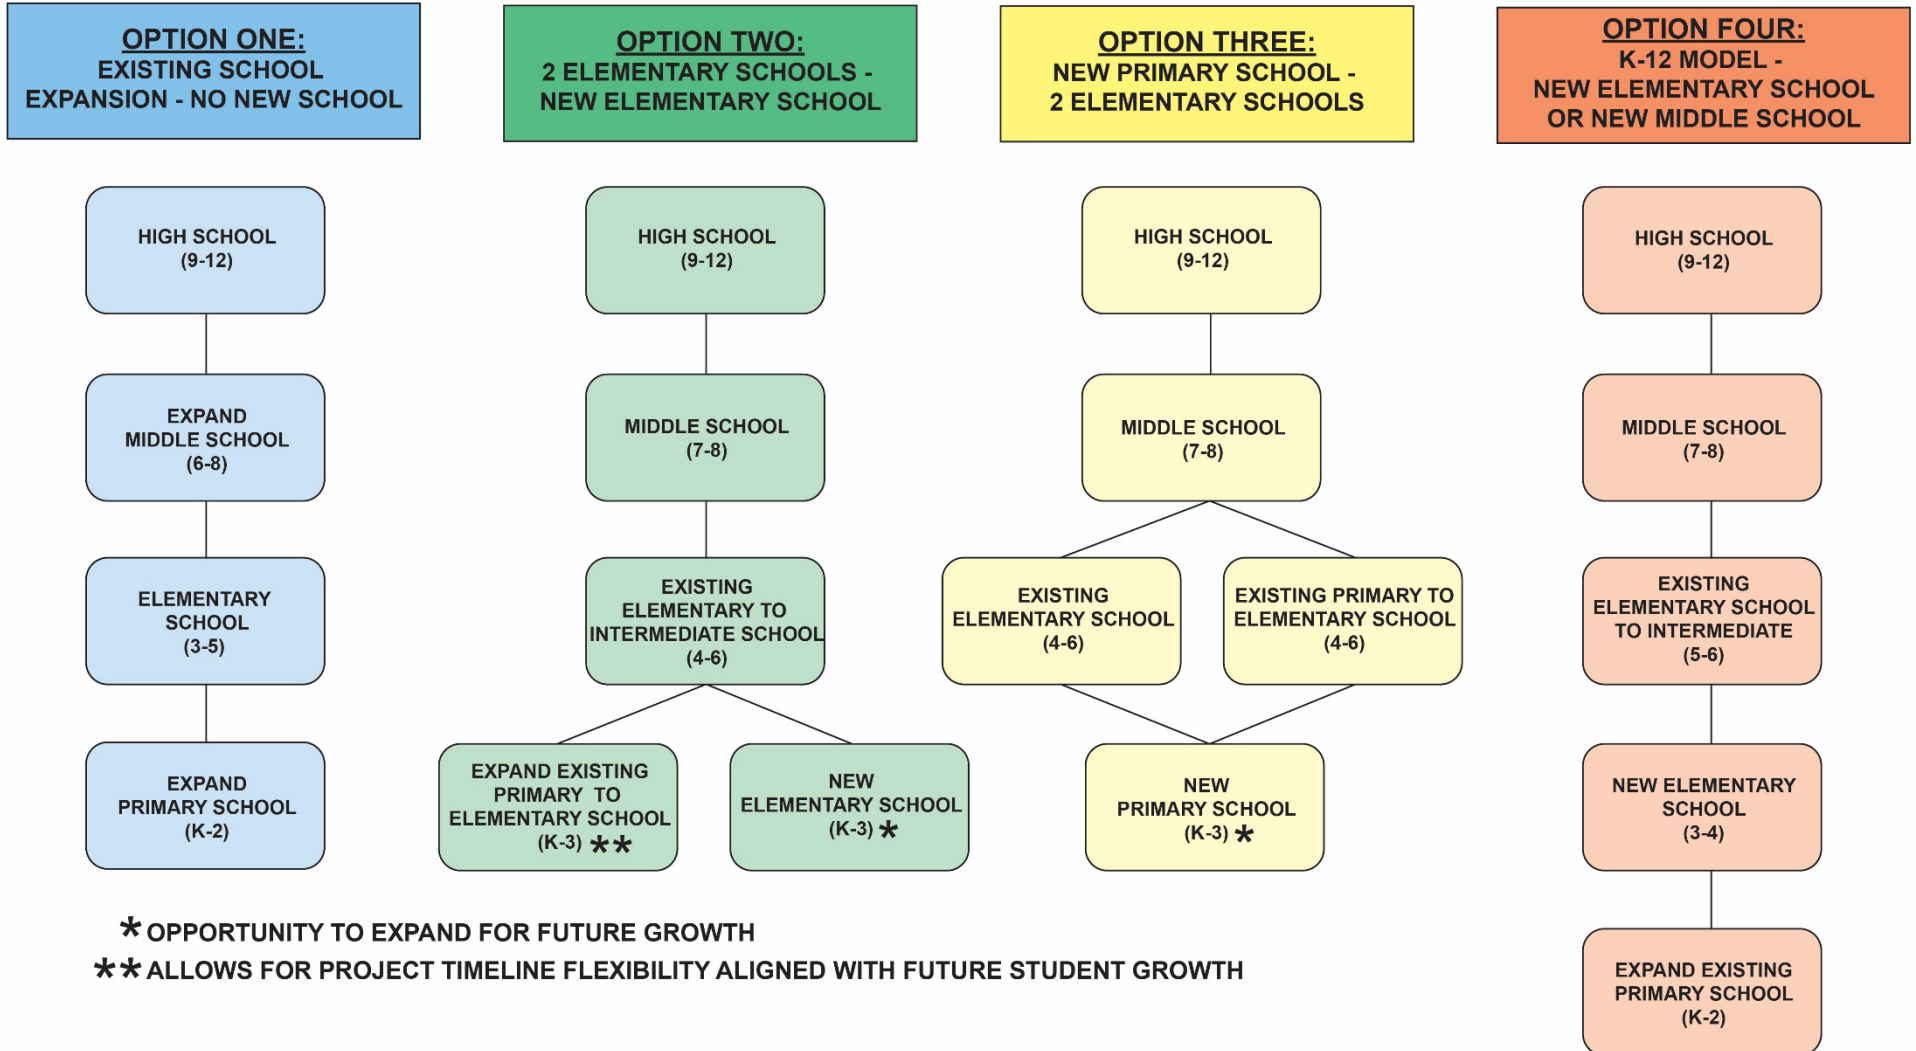 OPTION ONE:
EXISTING SCHOOL
EXPANSION - NO NEW SCHOOL
HIGH SCHOOL
(9-12)
EXPAND
MIDDLE SCHOOL
(6-8)
ELEMENTARY
SCHOOL
(3-5)
EXPAND
PRIMARY SCHOOL
(K-2)
OPTION TWO:
2 ELEMENTARY SCHOOLS -
NEW ELEMENTARY SCHOOL
HIGH SCHOOL
(9-12)
MIDDLE SCHOOL
(7-8)
EXISTING
ELEMENTARY TO
INTERMEDIATE SCHOOL
(4-6)
EXPAND EXISTING
PRIMARY TO
ELEMENTARY SCHOOL
(K-3) **
NEW
ELEMENTARY SCHOOL
(K-3) *
OPTION THREE:
NEW PRIMARY SCHOOL -
2 ELEMENTARY SCHOOLS
HIGH SCHOOL
(9-12)
MIDDLE SCHOOL
(7-8)
EXISTING
ELEMENTARY SCHOOL
(4-6)
EXISTING PRIMARY TO
ELEMENTARY SCHOOL
(4-6)
NEW
PRIMARY SCHOOL
(K-3) *
OPTION FOUR:
K-12 MODEL -
NEW ELEMENTARY SCHOOL
OR NEW MIDDLE SCHOOL
HIGH SCHOOL
(9-12)
MIDDLE SCHOOL
(7-8)
EXISTING
ELEMENTARY SCHOOL
TO INTERMEDIATE
(5-6)
NEW ELEMENTARY
SCHOOL
(3-4)
EXPAND EXISTING
PRIMARY SCHOOL
(K-2)
* OPPORTUNITY TO EXPAND FOR FUTURE GROWTH
** ALLOWS FOR PROJECT TIMELINE FLEXIBILITY ALIGNED WITH FUTURE STUDENT GROWTH